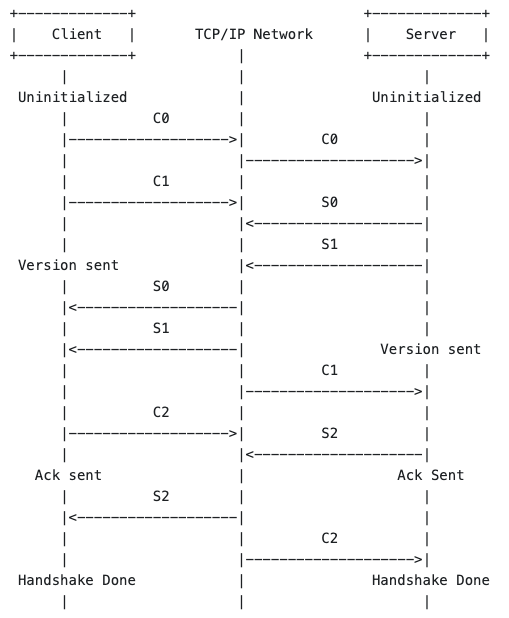 +-------------+                            +-------------+
|    Client   |       TCP/IP Network       |    Server   |
+-------------+             |              +-------------+
      |                     |                     |
Uninitialized               |               Uninitialized
      |          C0         |                     |
      |-------------------->|         C0          |
      |                     |-------------------->|
      |          C1         |                     |
      |-------------------->|         S0          |
      |                     |<--------------------|
      |                     |         S1          |
Version sent                |<--------------------|
      |          S0         |                     |
      |<--------------------|                     |
      |          S1         |                     |
      |<--------------------|                Version sent
      |                     |         C1          |
      |                     |-------------------->|
      |          C2         |                     |
      |-------------------->|         S2          |
      |                     |<--------------------|
  Ack sent                  |                  Ack Sent
      |          S2         |                     |
      |<--------------------|                     |
      |                     |         C2          |
      |                     |-------------------->|
Handshake Done              |               Handshake Done
      |                     |                     |